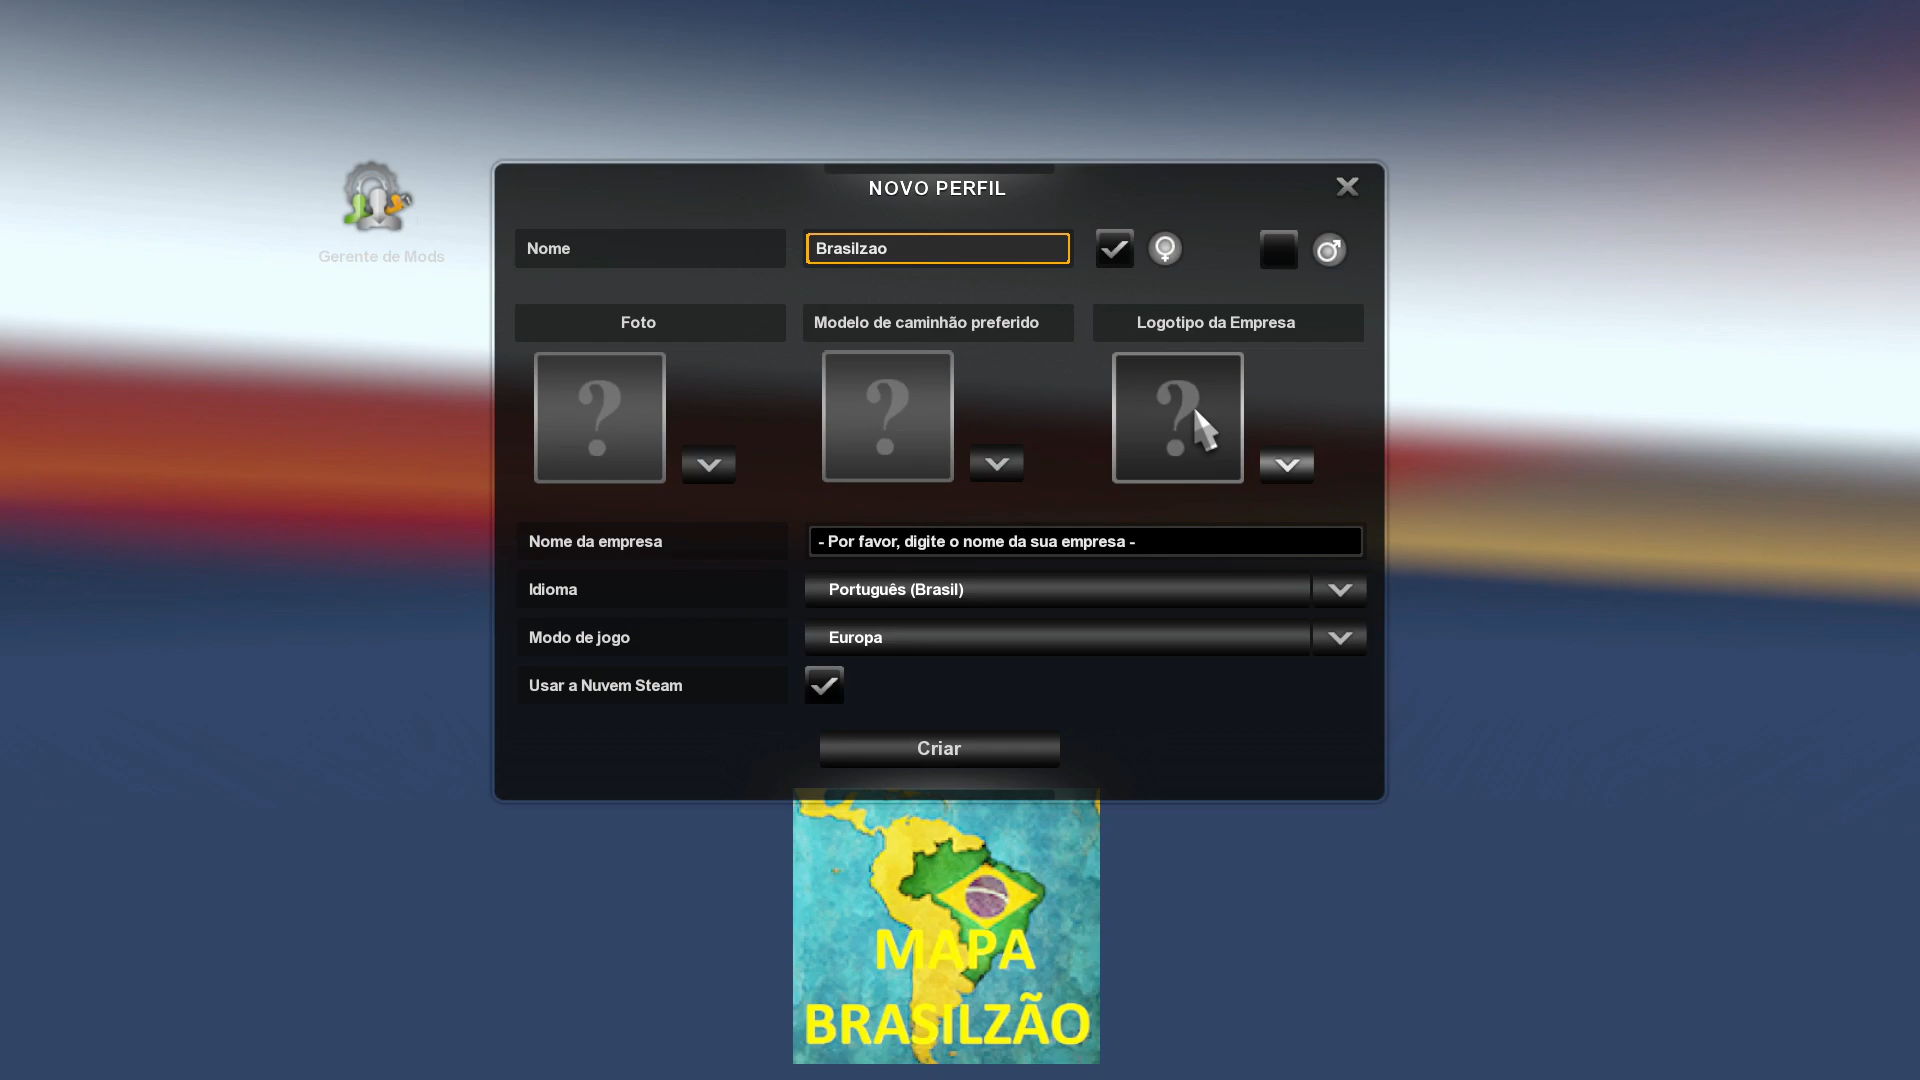 NOVO PERFIL
Gerente de Mods
Nome
Brasilzao
Foto
Modelo de caminhão preferido
Logotipo da Empresa
?
?
?
Nome da empresa
- Por favor, digite o nome da sua empresa -
Idioma
Português (Brasil)
Modo de jogo
Europa
Usar a Nuvem Steam
Criar
MAPA
BRASILZÃO